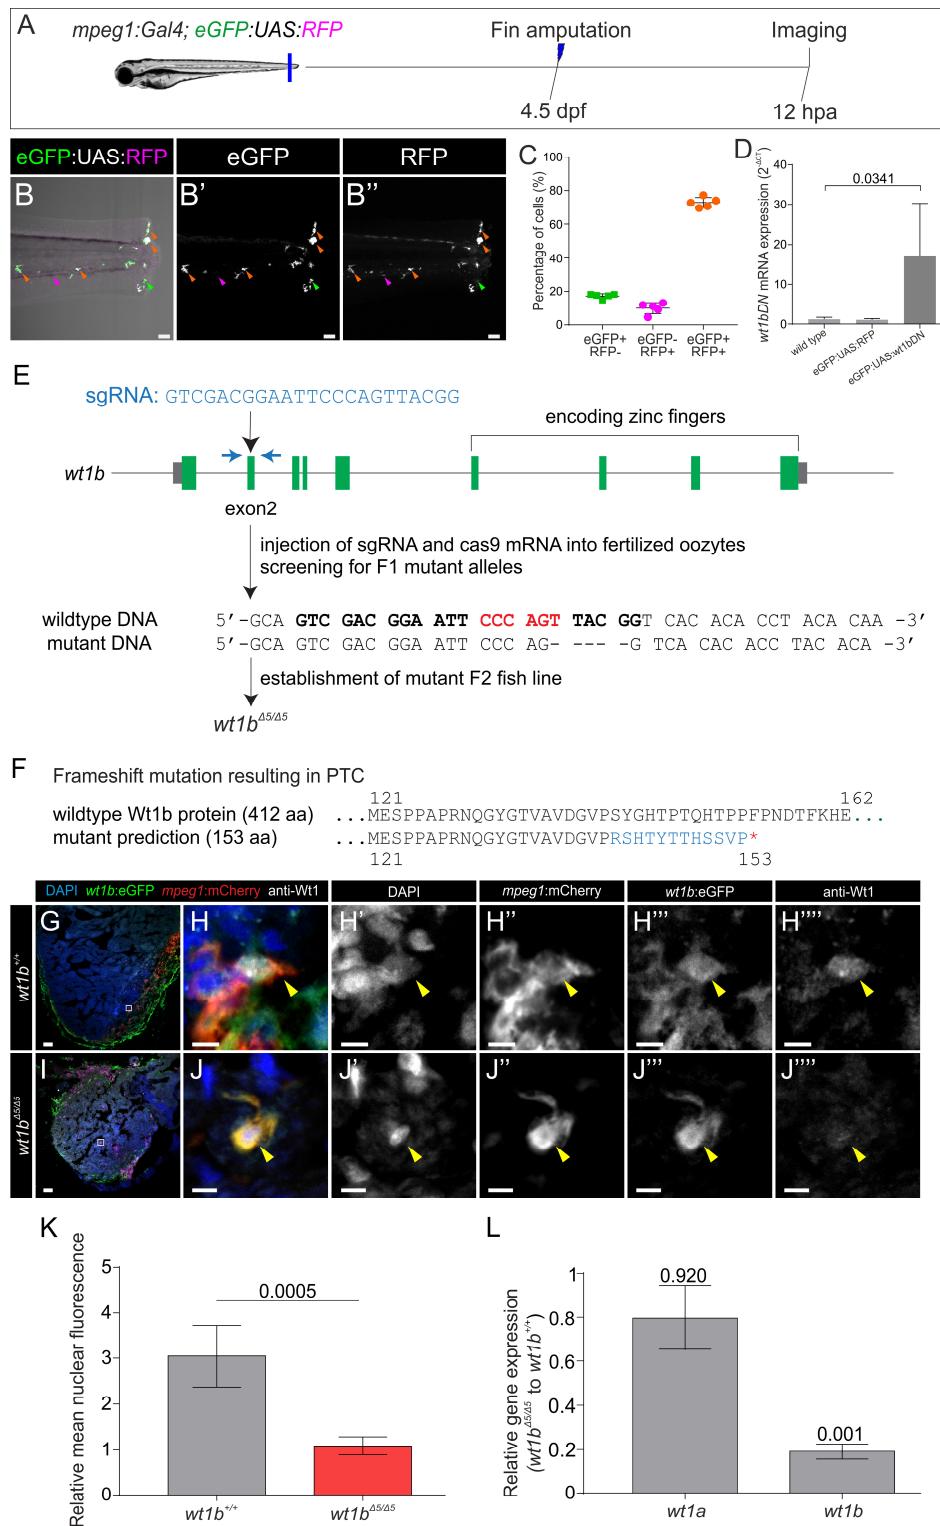 A
mpeg1:Gal4; eGFP:UAS:RFP
Fin amputation
Imaging
4.5 dpf
12 hpa
eGFP:UAS:RFP
eGFP
RFP
B
B'
B''
C
Percentage of cells (%)
100
80
60
40
20
0
eGFP+
RFP-
eGFP-
RFP+
eGFP+
RFP+
D
wt1bDN mRNA expression (2^-ΔCT)
0.0341
40
30
20
10
0
wild type
eGFP:UAS:RFP
eGFP:UAS:wt1bDN
E
sgRNA: GTCGACGGAATTCCCAGTTACGG
encoding zinc fingers
wt1b
exon2
injection of sgRNA and cas9 mRNA into fertilized oozytes
screening for F1 mutant alleles
wildtype DNA 5'-GCA GTC GAC GGA ATT CCC AGT TAC GGT CAC ACA CCT ACA CAA -3'
mutant DNA 5'-GCA GTC GAC GGA ATT CCC AG- --- -G TCA CAC ACC TAC ACA -3'
establishment of mutant F2 fish line
wt1b^Δ5/Δ5
F
Frameshift mutation resulting in PTC
121 162
wildtype Wt1b protein (412 aa) ...MESPPAPRNQGYGTVAVDGVPSYGHTPTQHTPPFPNDTFKHE...
mutant prediction (153 aa) ...MESPPAPRNQGYGTVAVDGVPRSHTYTTHSSVP*
121 153
DAPI wt1b:eGFP mpeg1:mCherry anti-Wt1
DAPI
mpeg1:mCherry
wt1b:eGFP
anti-Wt1
wt1b^+/+
G
H
H'
H''
H'''
H''''
wt1b^Δ5/Δ5
I
J
J'
J''
J'''
J''''
K
Relative mean nuclear fluorescence
5
4
3
2
1
0
0.0005
wt1b^+/+
wt1b^Δ5/Δ5
L
Relative gene expression
(wt1b^Δ5/Δ5 to wt1b^+/+)
1
0.8
0.6
0.4
0.2
0
0.920
0.001
wt1a
wt1b